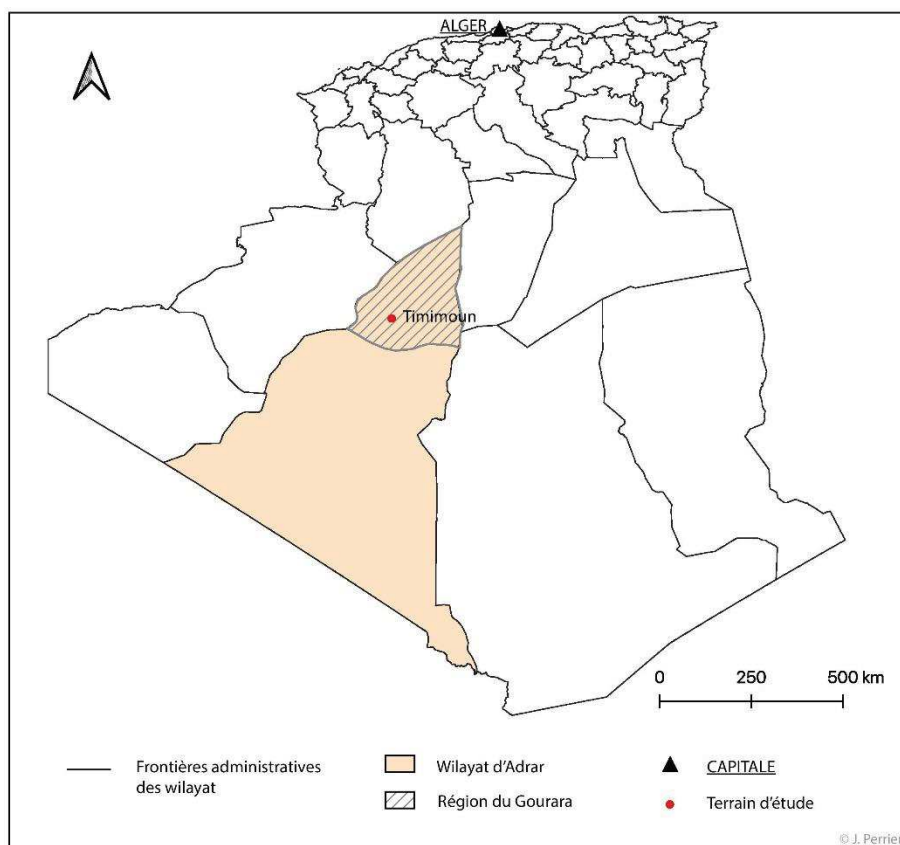 ALGER
Timimoun
0 250 500 km
Frontières administratives
des wilayat
Wilayat d’Adrar
Région du Gourara
CAPITALE
Terrain d’étude
© J. Perrier